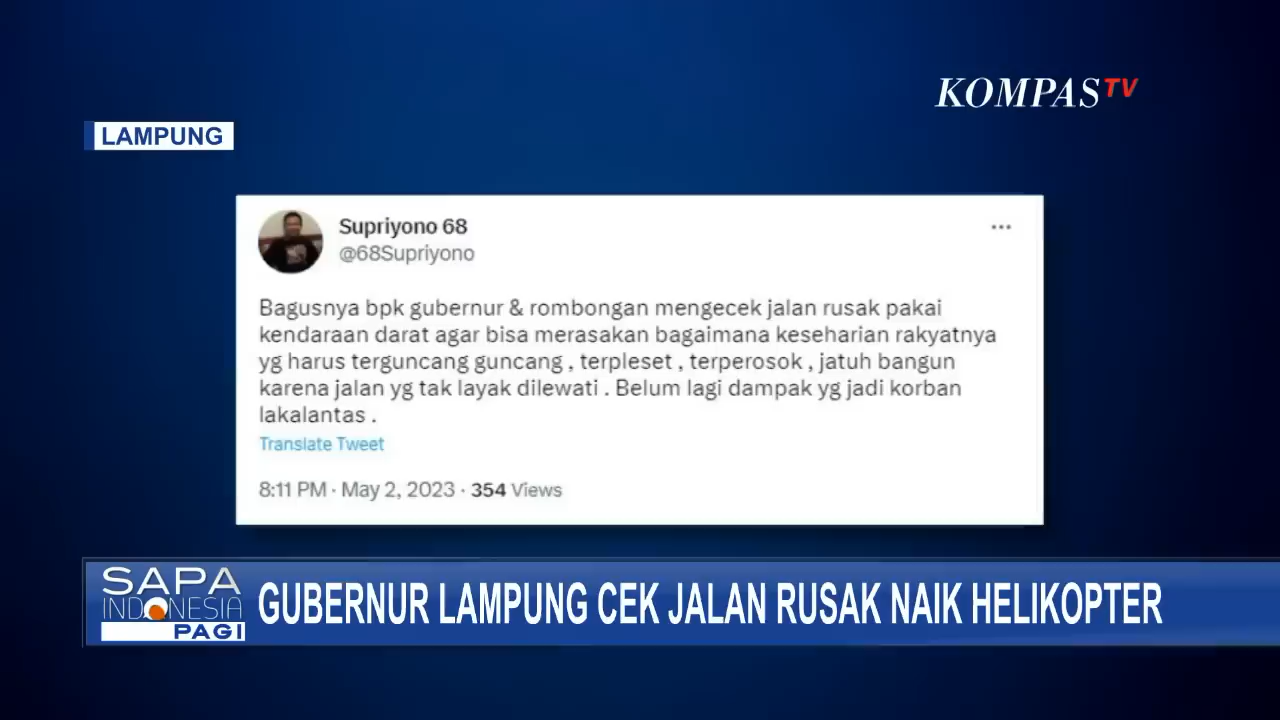 KOMPAS TV
LAMPUNG
Supriyono 68
@68Supriyono
Bagusnya bpk gubernur & rombongan mengecek jalan rusak pakai
kendaraan darat agar bisa merasakan bagaimana keseharian rakyatnya
yg harus terguncang guncang , terpleset , terperosok , jatuh bangun
karena jalan yg tak layak dilewati . Belum lagi dampak yg jadi korban
lakalantas .
Translate Tweet
8:11 PM · May 2, 2023 · 354 Views
SAPA
INDONESIA
PAGI
GUBERNUR LAMPUNG CEK JALAN RUSAK NAIK HELIKOPTER